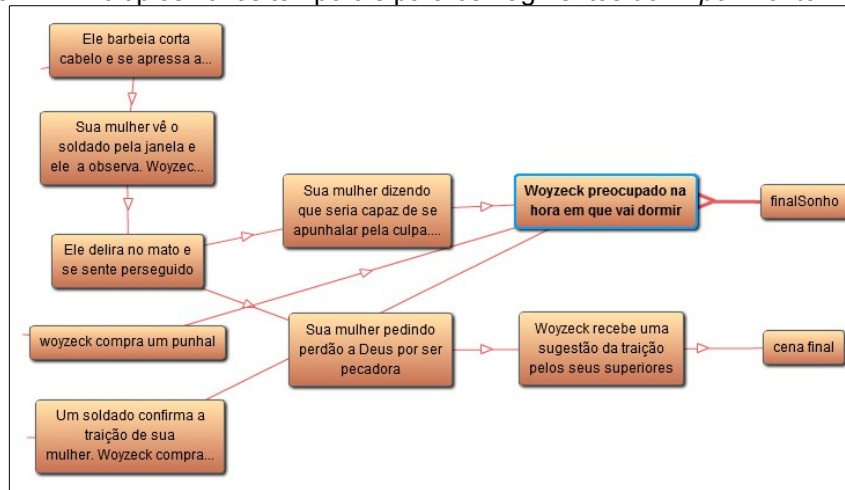 Ele barbeia corta
cabelo e se apressa a...
Sua mulher vê o
soldado pela janela e
ele a observa. Woyzec...
Ele delira no mato e
se sente perseguido
Sua mulher dizendo
que seria capaz de se
apunhalar pela culpa....
Woyzeck preocupado na
hora em que vai dormir
finalSonho
woyzeck compra um punhal
Sua mulher pedindo
perdão a Deus por ser
pecadora
Woyzeck recebe uma
sugestão da traição
pelos seus superiores
cena final
Um soldado confirma a
traição de sua
mulher. Woyzeck compra...